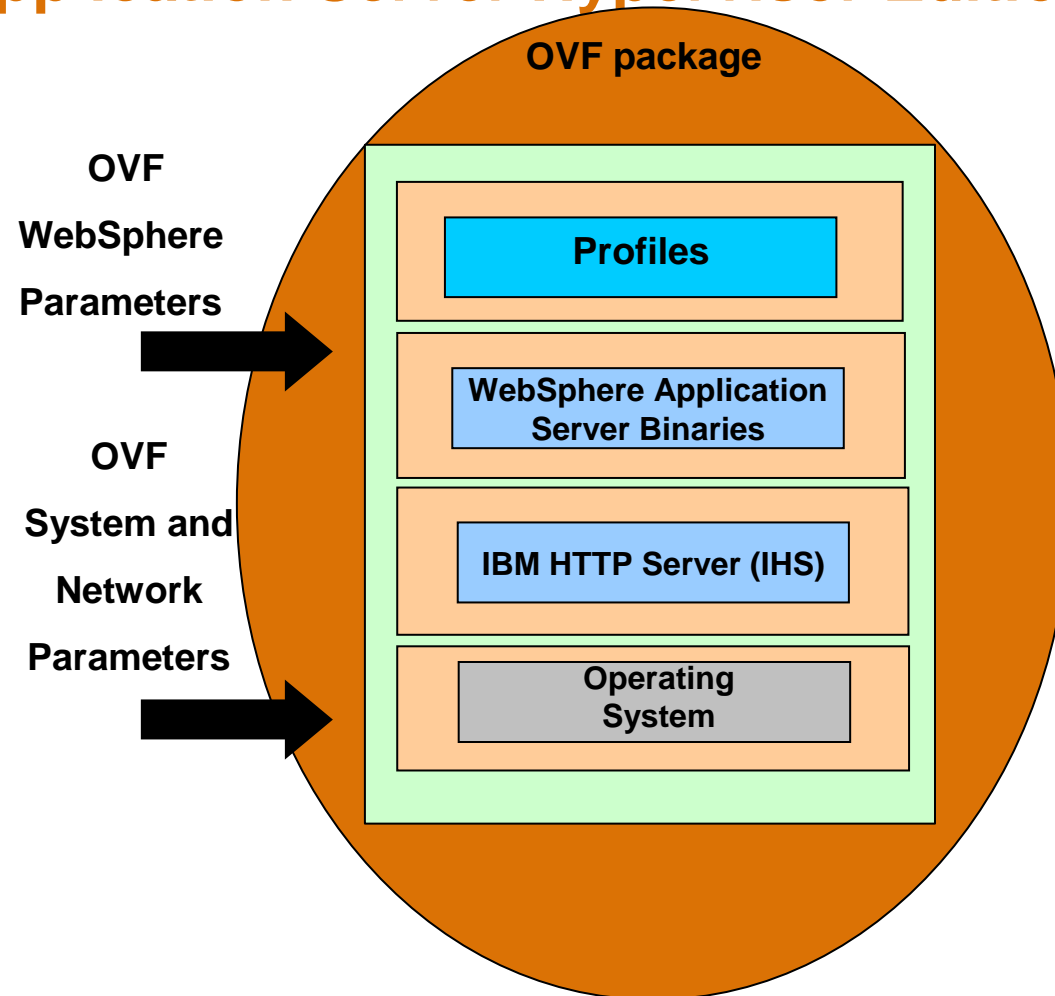 OVF package
OVF
WebSphere
Parameters
Profiles
WebSphere Application
Server Binaries
OVF
System and
Network
Parameters
IBM HTTP Server (IHS)
Operating
System